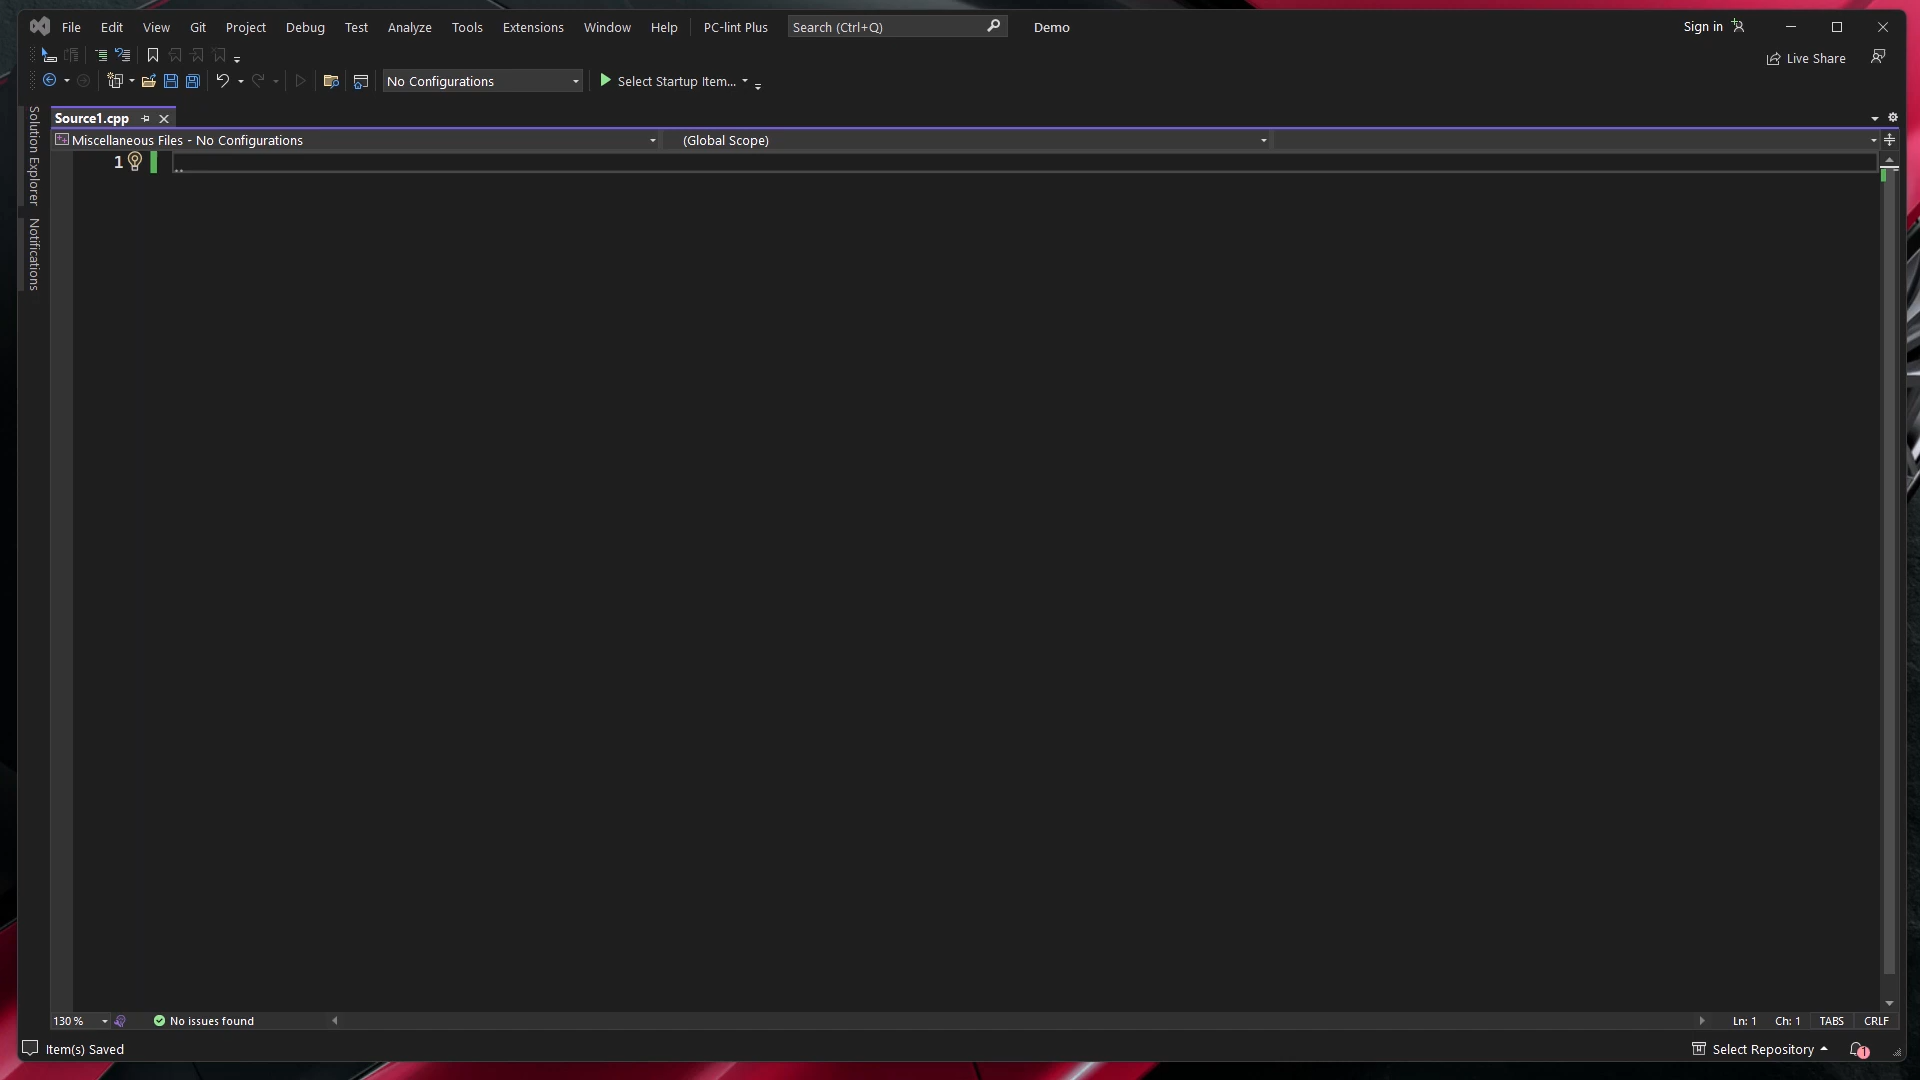 File Edit View Git Project Debug Test Analyze Tools Extensions Window Help PC-lint Plus Search (Ctrl+Q) Demo Sign in
Live Share
No Configurations Select Startup Item...
Solution Explorer
Notifications
Source1.cpp
Miscellaneous Files - No Configurations (Global Scope)
1
130 % No issues found Ln: 1 Ch: 1 TABS CRLF
Item(s) Saved Select Repository 1